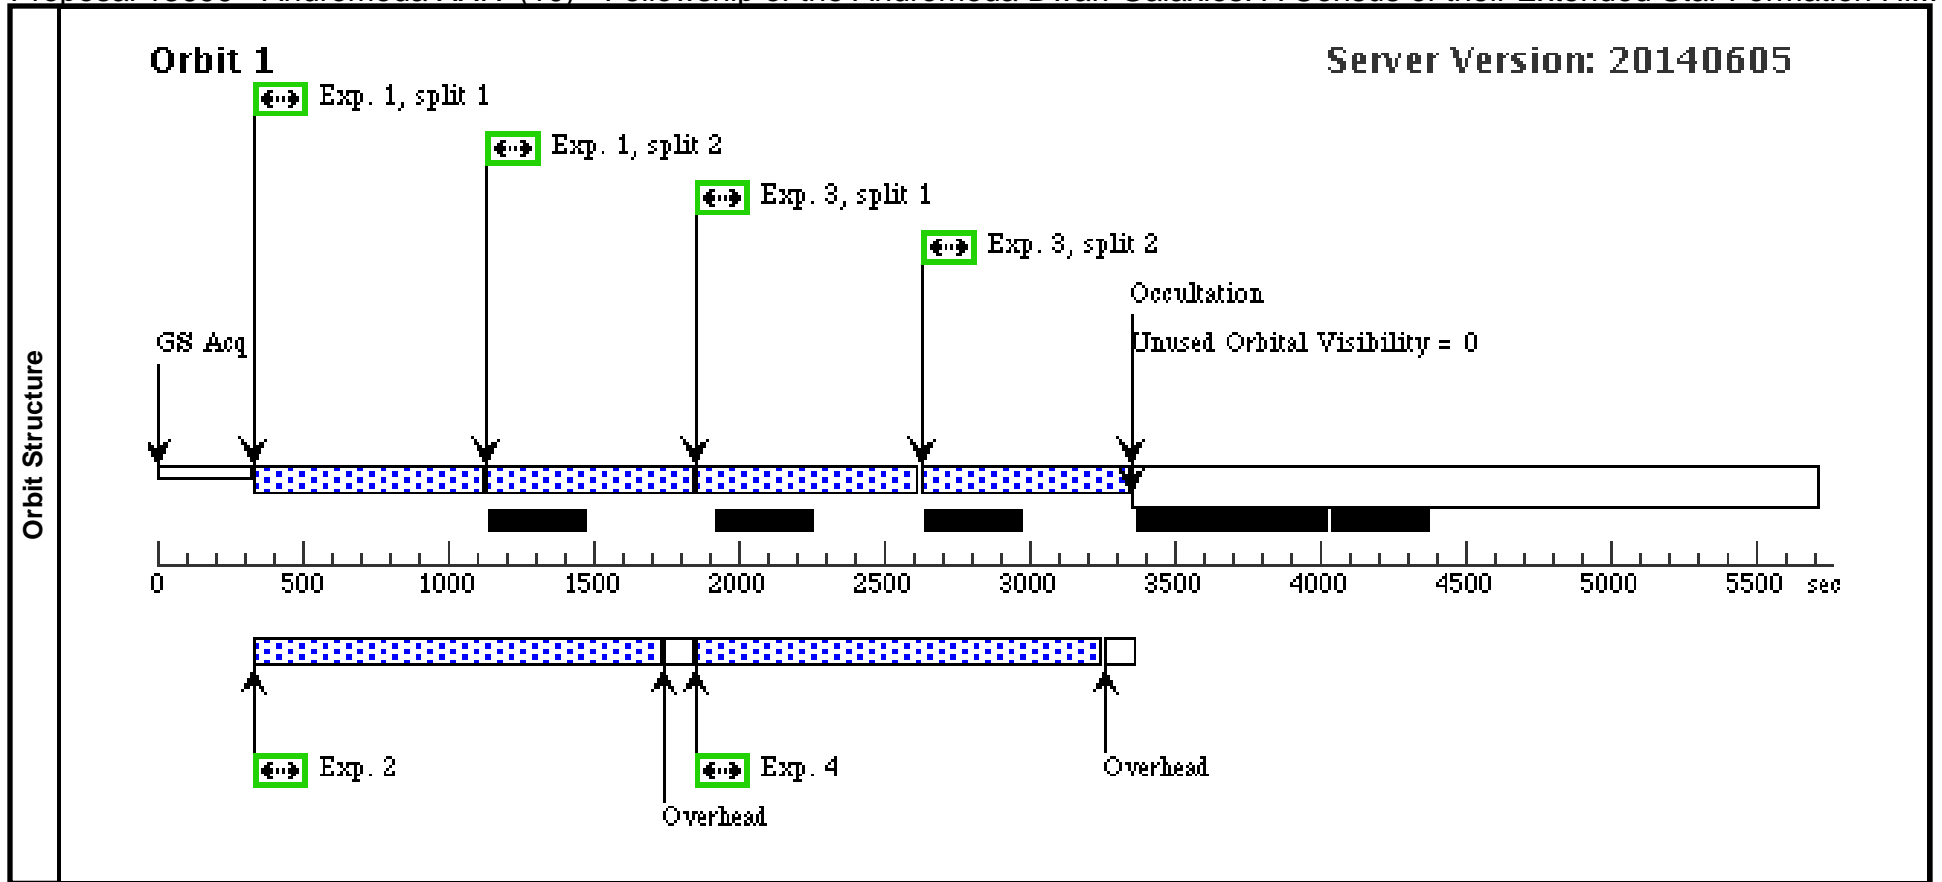 Orbit 1
Server Version: 20140605
Exp. 1, split 1
Exp. 1, split 2
Exp. 3, split 1
Exp. 3, split 2
Occultation
GS Acq
Unused Orbital Visibility = 0
Orbit Structure
0 500 1000 1500 2000 2500 3000 3500 4000 4500 5000 5500 sec
Exp. 2
Exp. 4
Overhead
Overhead